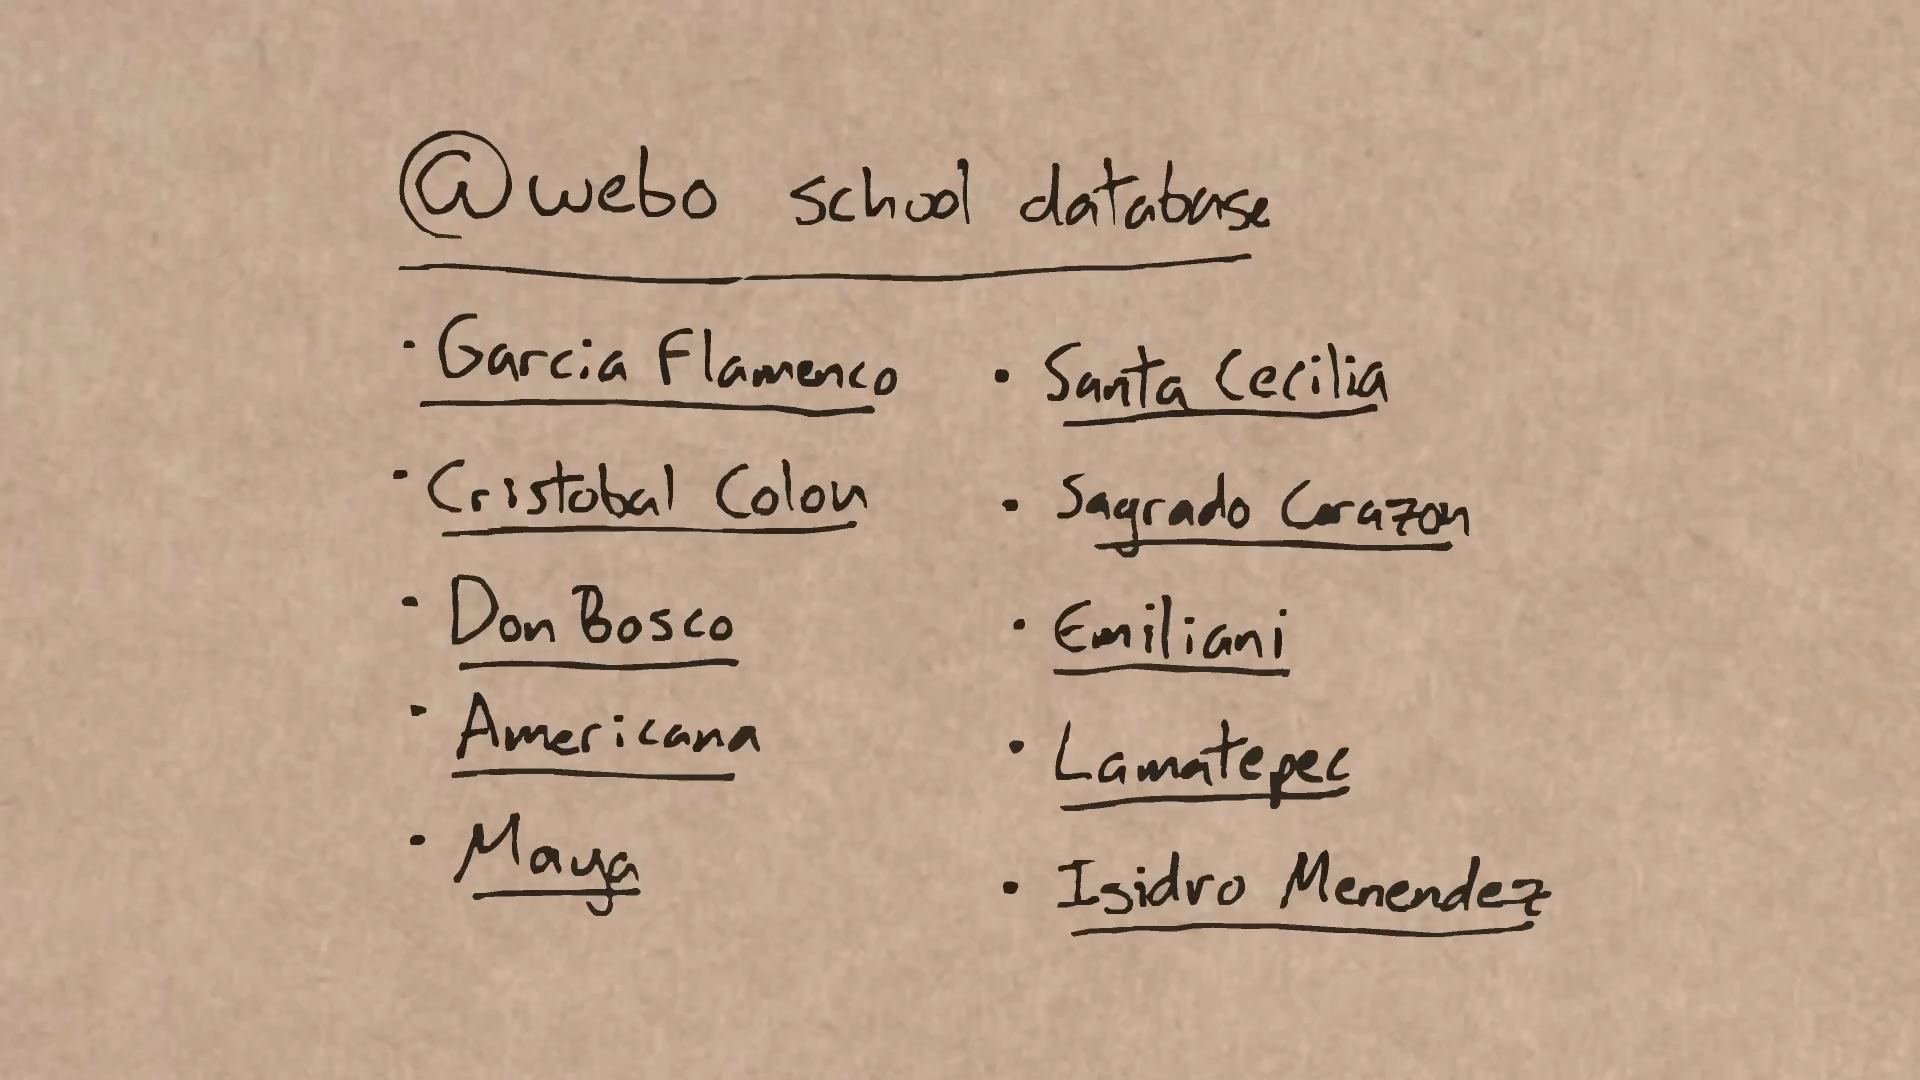 @webo school database
· Garcia Flamenco
· Cristobal Colon
· Don Bosco
· Americana
· Maya
· Santa Cecilia
· Sagrado Corazon
· Emiliani
· Lamatepec
· Isidro Menendez